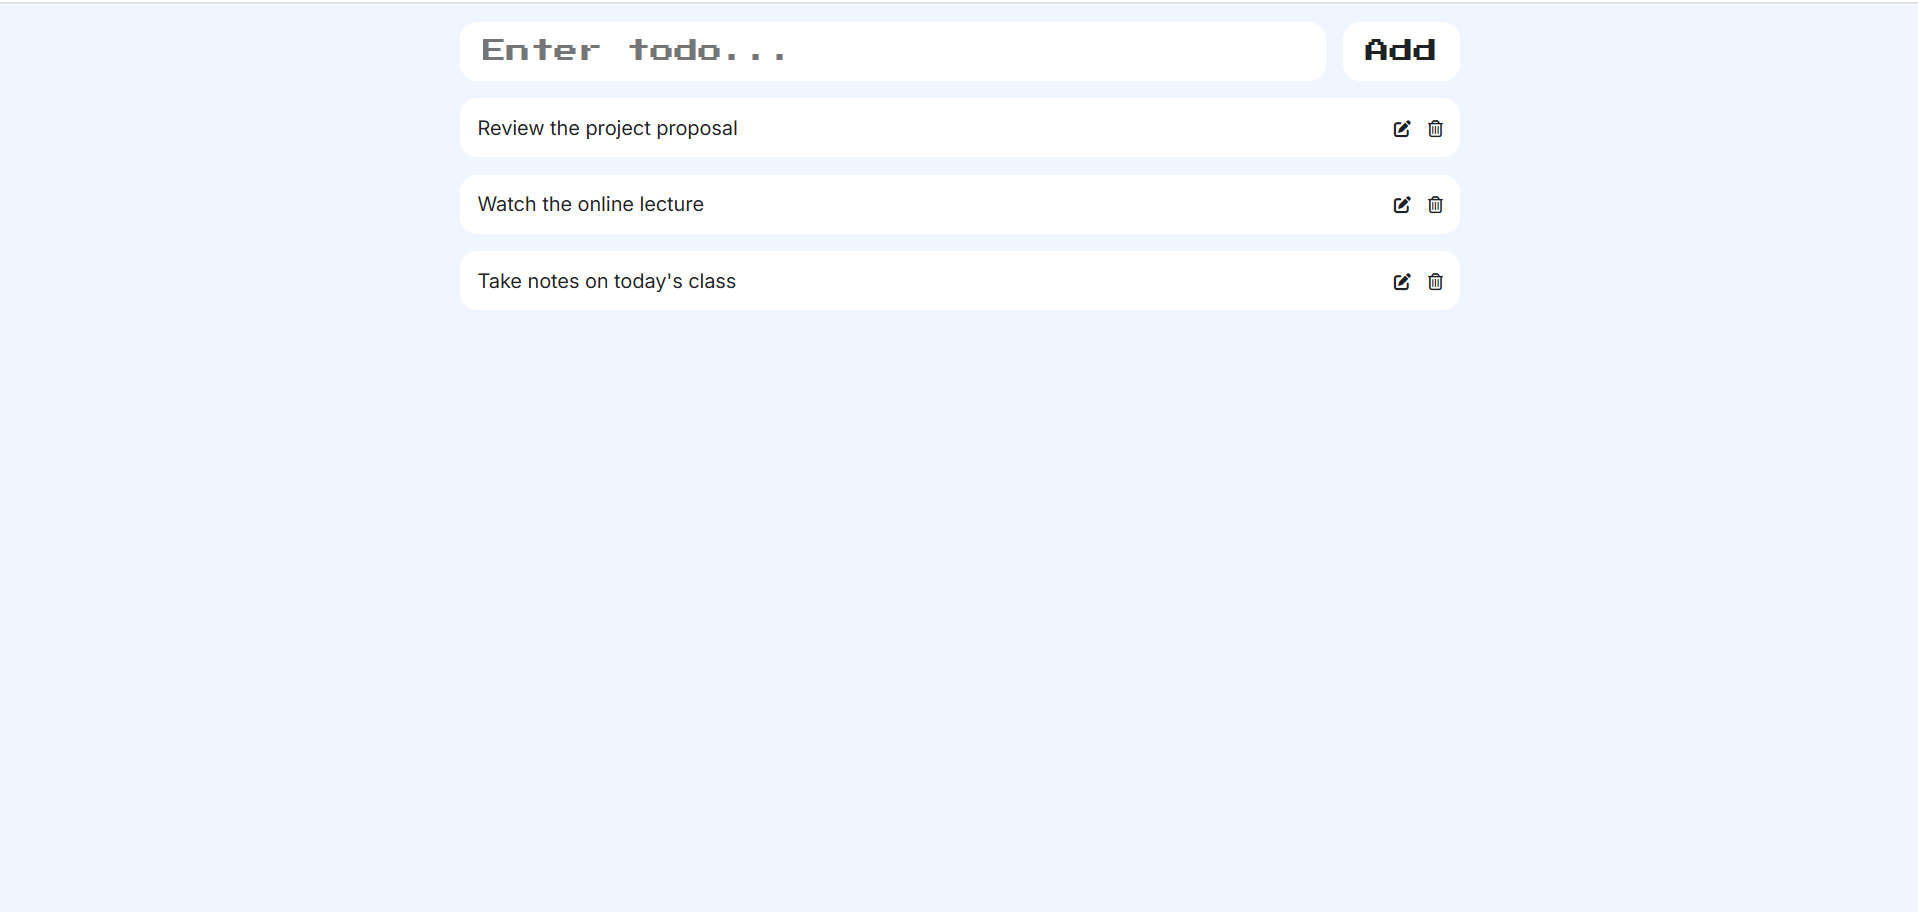 Enter todo...
Add
Review the project proposal
Watch the online lecture
Take notes on today's class